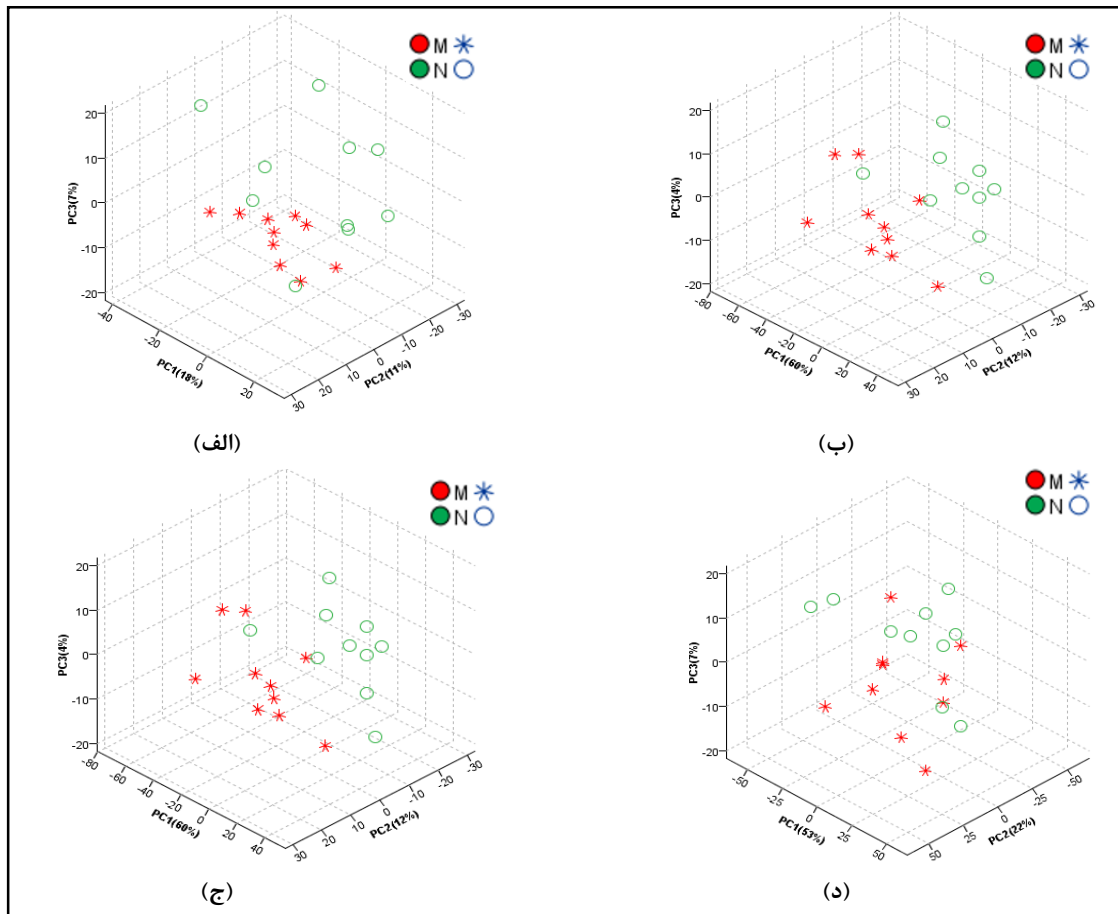 M
N
20
10
0
-10
-20
PC3(7%)
-40
-20
0
20
PC1(18%)
30
20
10
0
-10
-20
-30
PC2(11%)
(الف)
M
N
20
10
0
-10
-20
PC3(4%)
-80
-60
-40
-20
0
20
40
PC1(60%)
30
20
10
0
-10
-20
-30
PC2(12%)
(ب)
M
N
20
10
0
-10
-20
PC3(4%)
-80
-60
-40
-20
0
20
40
PC1(60%)
30
20
10
0
-10
-20
-30
PC2(12%)
(ج)
M
N
20
10
0
-10
-20
PC3(7%)
-50
-25
0
25
50
PC1(53%)
50
25
0
25
-50
PC2(22%)
(د)